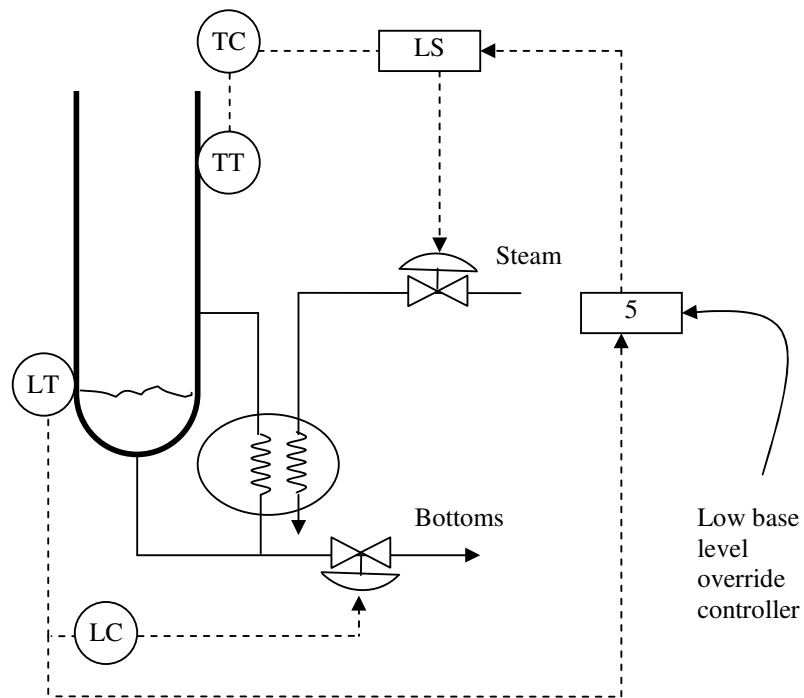 TC
LS
TT
Steam
5
LT
Bottoms
Low base
level
override
controller
LC